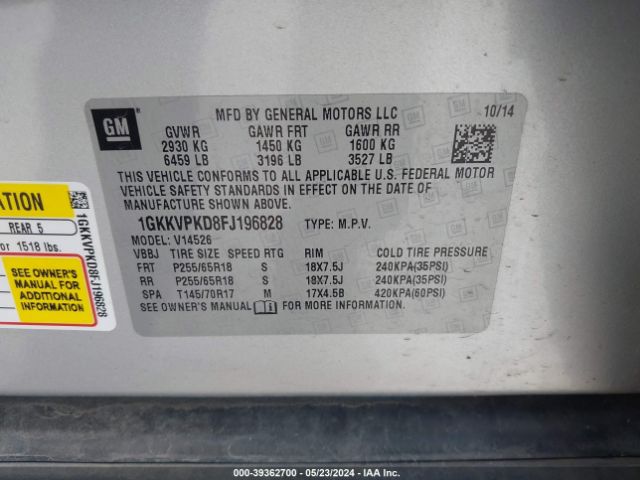 GM
MFD BY GENERAL MOTORS LLC
10/14
GVWR GAWR FRT GAWR RR
2930 KG 1450 KG 1600 KG
6459 LB 3196 LB 3527 LB
THIS VEHICLE CONFORMS TO ALL APPLICABLE U.S. FEDERAL MOTOR
VEHICLE SAFETY STANDARDS IN EFFECT ON THE DATE OF
MANUFACTURE SHOWN ABOVE.
1GKKVPKD8FJ196828 TYPE: M.P.V.
MODEL: V14526
VBBJ TIRE SIZE SPEED RTG RIM COLD TIRE PRESSURE
FRT P255/65R18 S 18X7.5J 240KPA(35PSI)
RR P255/65R18 S 18X7.5J 240KPA(35PSI)
SPA T145/70R17 M 17X4.5B 420KPA(60PSI)
SEE OWNER'S MANUAL FOR MORE INFORMATION.
ATION
REAR 5
or 1518 lbs.
SEE OWNER'S
MANUAL FOR
ADDITIONAL
INFORMATION
1GKKVPKD8FJ196828
000-39362700 - 05/23/2024 - IAA Inc.